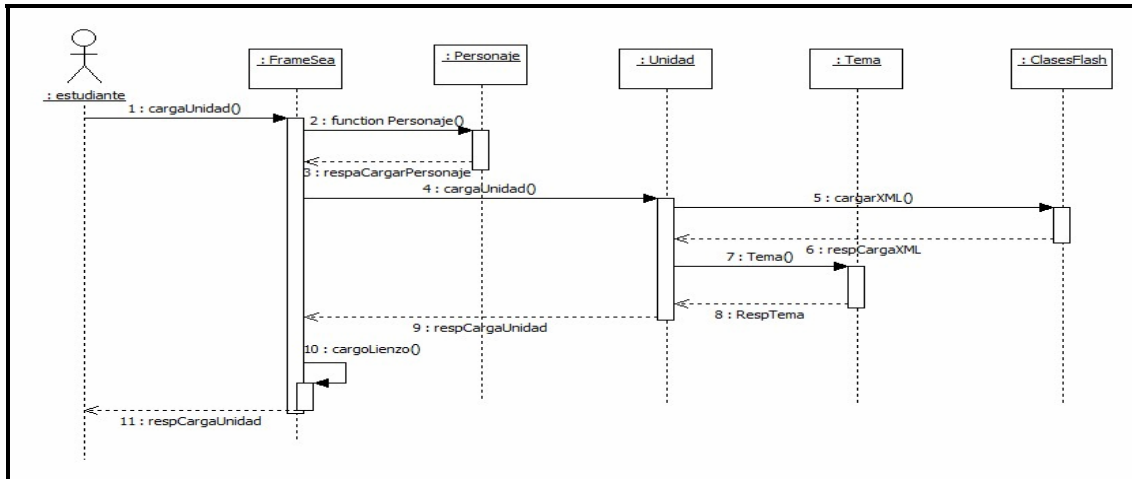 : FrameSea
: Personaje
: Unidad
: Tema
: ClasesFlash
: estudiante
1 : cargaUnidad()
2 : function Personaje()
3 : respaCargarPersonaje
4 : cargaUnidad()
5 : cargarXML()
6 : respCargaXML
7 : Tema()
8 : RespTema
9 : respCargaUnidad
10 : cargoLienzo()
11 : respCargaUnidad